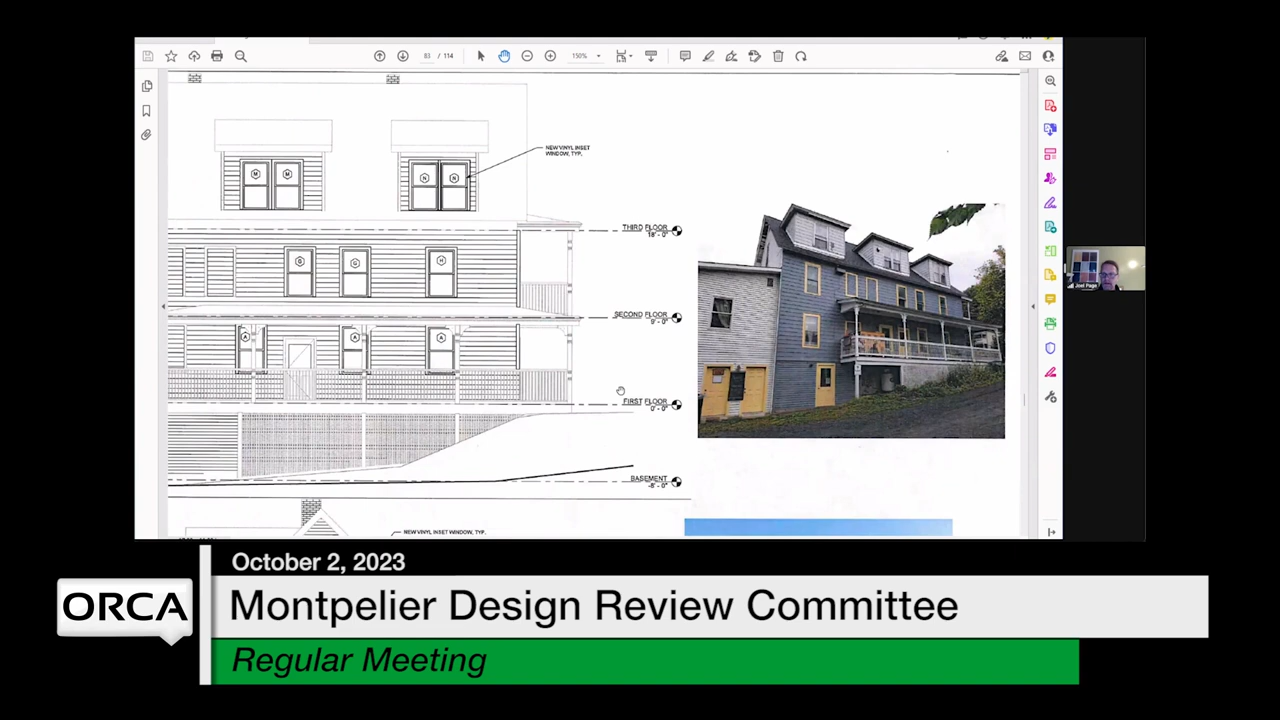 83 / 114
150%
NEW VINYL INSET
WINDOW, TYP.
M M
N N
THIRD FLOOR
18' - 0"
G G H
SECOND FLOOR
9' - 0"
A A A
FIRST FLOOR
0' - 0"
BASEMENT
-8' - 0"
NEW VINYL INSET WINDOW, TYP.
Joel Page
October 2, 2023
ORCA
Montpelier Design Review Committee
Regular Meeting